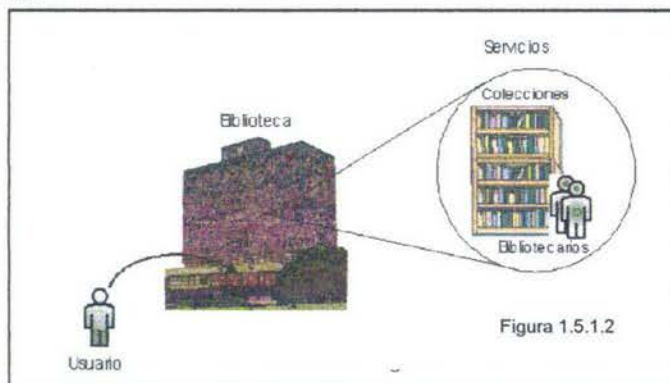 Servicios
Colecciones
Biblioteca
Bibliotecarios
Figura 1.5.1.2
Usuario